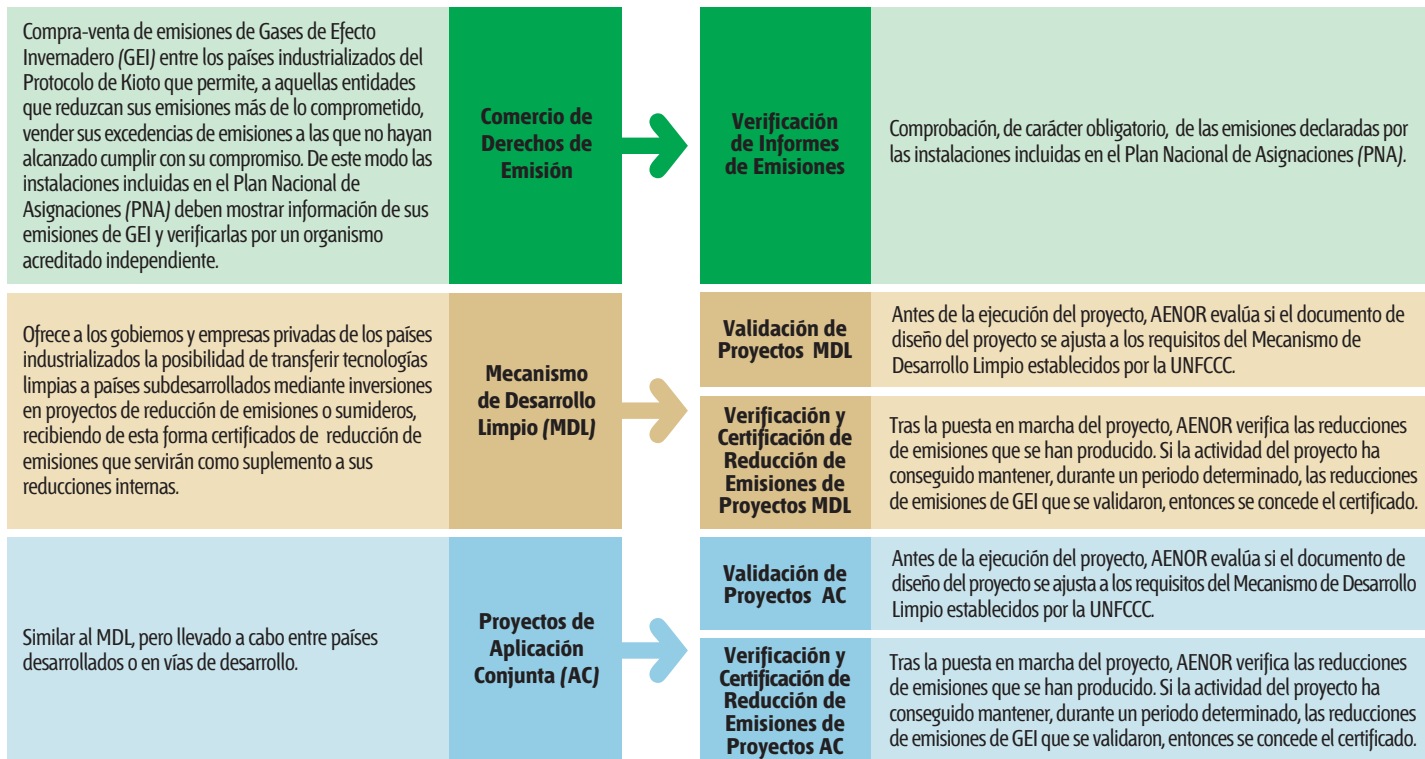 Compra-venta de emisiones de Gases de Efecto
Invernadero (GEI) entre los países industrializados del
Protocolo de Kioto que permite, a aquellas entidades
que reduzcan sus emisiones más de lo comprometido,
vender sus excedencias de emisiones a las que no hayan
alcanzado cumplir con su compromiso. De este modo las
instalaciones incluidas en el Plan Nacional de
Asignaciones (PNA) deben mostrar información de sus
emisiones de GEI y verificarlas por un organismo
acreditado independiente.
Comercio de
Derechos de
Emisión
Verificación
de Informes
de Emisiones
Comprobación, de carácter obligatorio, de las emisiones declaradas por
las instalaciones incluidas en el Plan Nacional de Asignaciones (PNA).
Ofrece a los gobiernos y empresas privadas de los países
industrializados la posibilidad de transferir tecnologías
limpias a países subdesarrollados mediante inversiones
en proyectos de reducción de emisiones o sumideros,
recibiendo de esta forma certificados de reducción de
emisiones que servirán como suplemento a sus
reducciones internas.
Mecanismo
de Desarrollo
Limpio (MDL)
Validación de
Proyectos MDL
Antes de la ejecución del proyecto, AENOR evalúa si el documento de
diseño del proyecto se ajusta a los requisitos del Mecanismo de
Desarrollo Limpio establecidos por la UNFCCC.
Verificación y
Certificación de
Reducción de
Emisiones de
Proyectos MDL
Tras la puesta en marcha del proyecto, AENOR verifica las reducciones
de emisiones que se han producido. Si la actividad del proyecto ha
conseguido mantener, durante un periodo determinado, las reducciones
de emisiones de GEI que se validaron, entonces se concede el certificado.
Similar al MDL, pero llevado a cabo entre países
desarrollados o en vías de desarrollo.
Proyectos de
Aplicación
Conjunta (AC)
Validación de
Proyectos AC
Antes de la ejecución del proyecto, AENOR evalúa si el documento de
diseño del proyecto se ajusta a los requisitos del Mecanismo de Desarrollo
Limpio establecidos por la UNFCCC.
Verificación y
Certificación de
Reducción de
Emisiones de
Proyectos AC
Tras la puesta en marcha del proyecto, AENOR verifica las reducciones
de emisiones que se han producido. Si la actividad del proyecto ha
conseguido mantener, durante un periodo determinado, las reducciones
de emisiones de GEI que se validaron, entonces se concede el certificado.